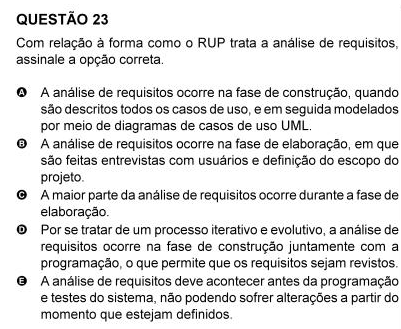 QUESTÃO 23
Com relação à forma como o RUP trata a análise de requisitos,
assinale a opção correta.
A A análise de requisitos ocorre na fase de construção, quando
são descritos todos os casos de uso, e em seguida modelados
por meio de diagramas de casos de uso UML.
B A análise de requisitos ocorre na fase de elaboração, em que
são feitas entrevistas com usuários e definição do escopo do
projeto.
C A maior parte da análise de requisitos ocorre durante a fase de
elaboração.
D Por se tratar de um processo iterativo e evolutivo, a análise de
requisitos ocorre na fase de construção juntamente com a
programação, o que permite que os requisitos sejam revistos.
E A análise de requisitos deve acontecer antes da programação
e testes do sistema, não podendo sofrer alterações a partir do
momento que estejam definidos.